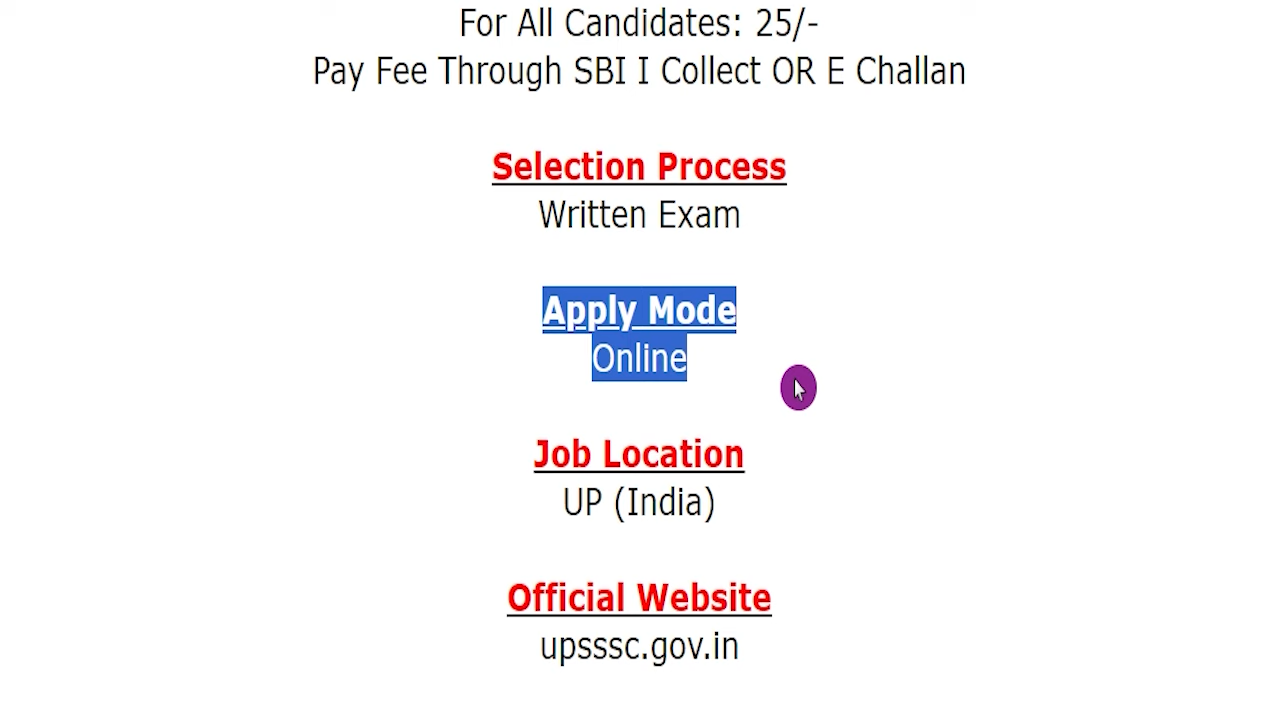 For All Candidates: 25/-
Pay Fee Through SBI I Collect OR E Challan
Selection Process
Written Exam
Apply Mode
Online
Job Location
UP (India)
Official Website
upsssc.gov.in